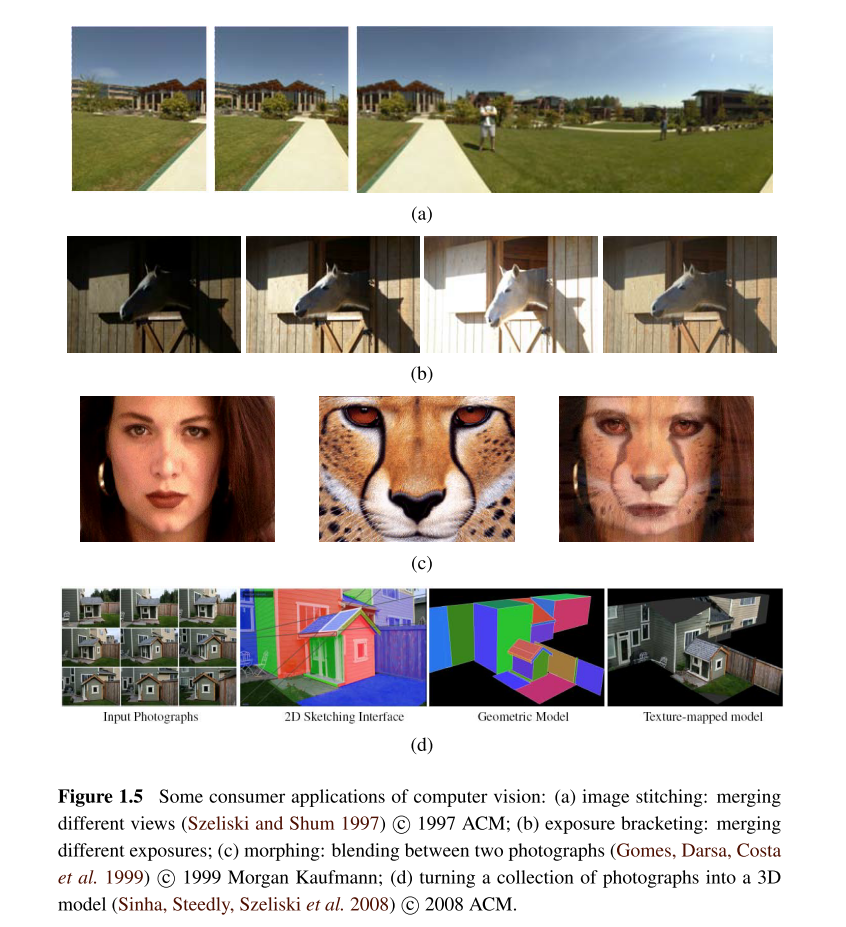 (a)
(b)
(c)
Input Photographs 2D Sketching Interface Geometric Model Texture-mapped model
(d)
Figure 1.5 Some consumer applications of computer vision: (a) image stitching: merging
different views (Szeliski and Shum 1997) © 1997 ACM; (b) exposure bracketing: merging
different exposures; (c) morphing: blending between two photographs (Gomes, Darsa, Costa
et al. 1999) © 1999 Morgan Kaufmann; (d) turning a collection of photographs into a 3D
model (Sinha, Steedly, Szeliski et al. 2008) © 2008 ACM.